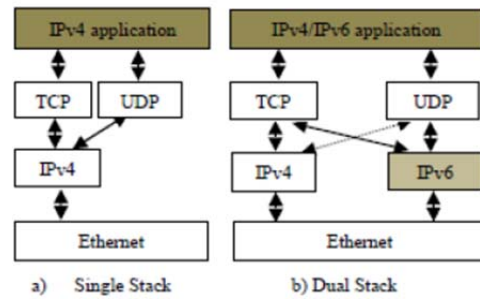 IPv4 application
TCP
UDP
IPv4
Ethernet
a) Single Stack
IPv4/IPv6 application
TCP
UDP
IPv4
IPv6
Ethernet
b) Dual Stack